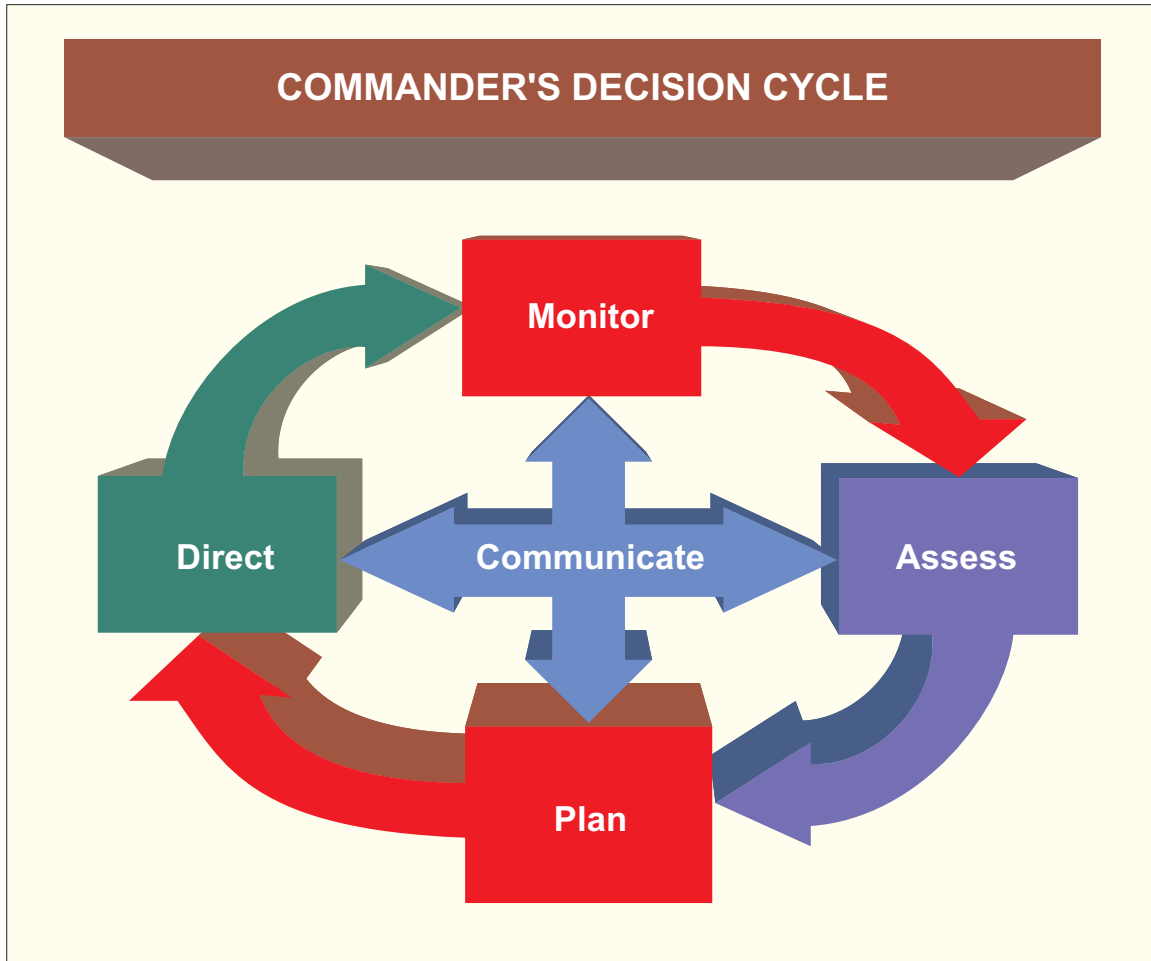 COMMANDER'S DECISION CYCLE
Monitor
Direct
Communicate
Assess
Plan